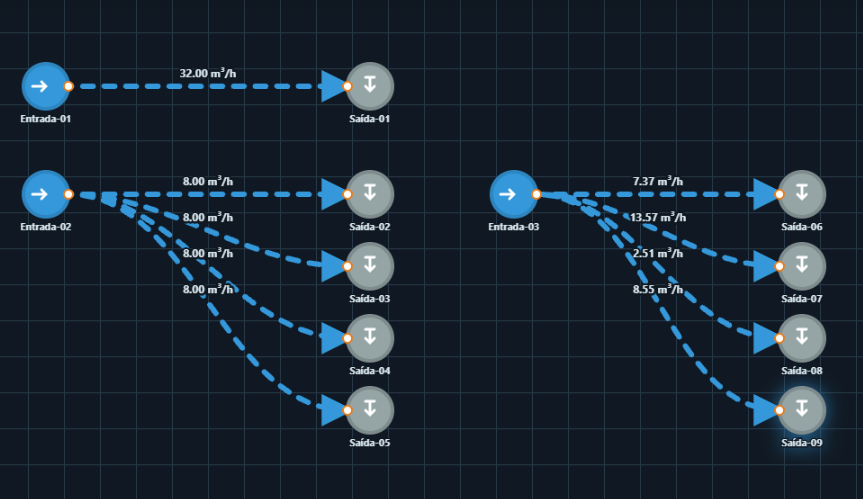 32.00 m³/h
Entrada-01
Saída-01
8.00 m³/h
Entrada-02
Saída-02
8.00 m³/h
Saída-03
8.00 m³/h
Saída-04
8.00 m³/h
Saída-05
7.37 m³/h
Entrada-03
Saída-06
13.57 m³/h
Saída-07
2.51 m³/h
Saída-08
8.55 m³/h
Saída-09